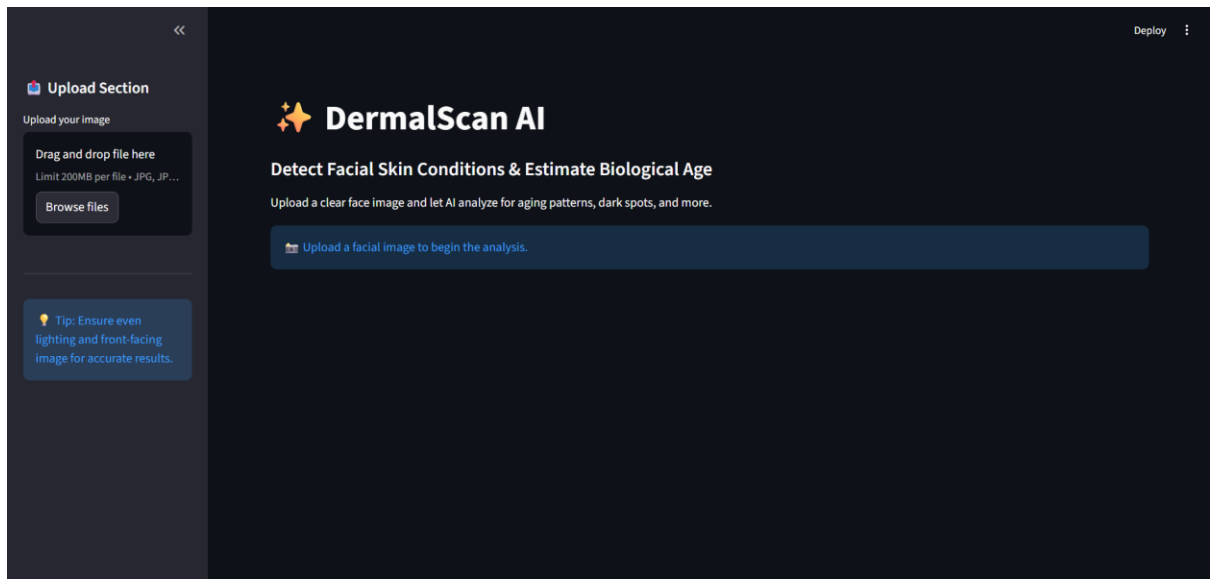 Deploy
Upload Section
Upload your image
Drag and drop file here
Limit 200MB per file • JPG, JP...
Browse files
💡 Tip: Ensure even
lighting and front-facing
image for accurate results.
✨ DermalScan AI
Detect Facial Skin Conditions & Estimate Biological Age
Upload a clear face image and let AI analyze for aging patterns, dark spots, and more.
📷 Upload a facial image to begin the analysis.